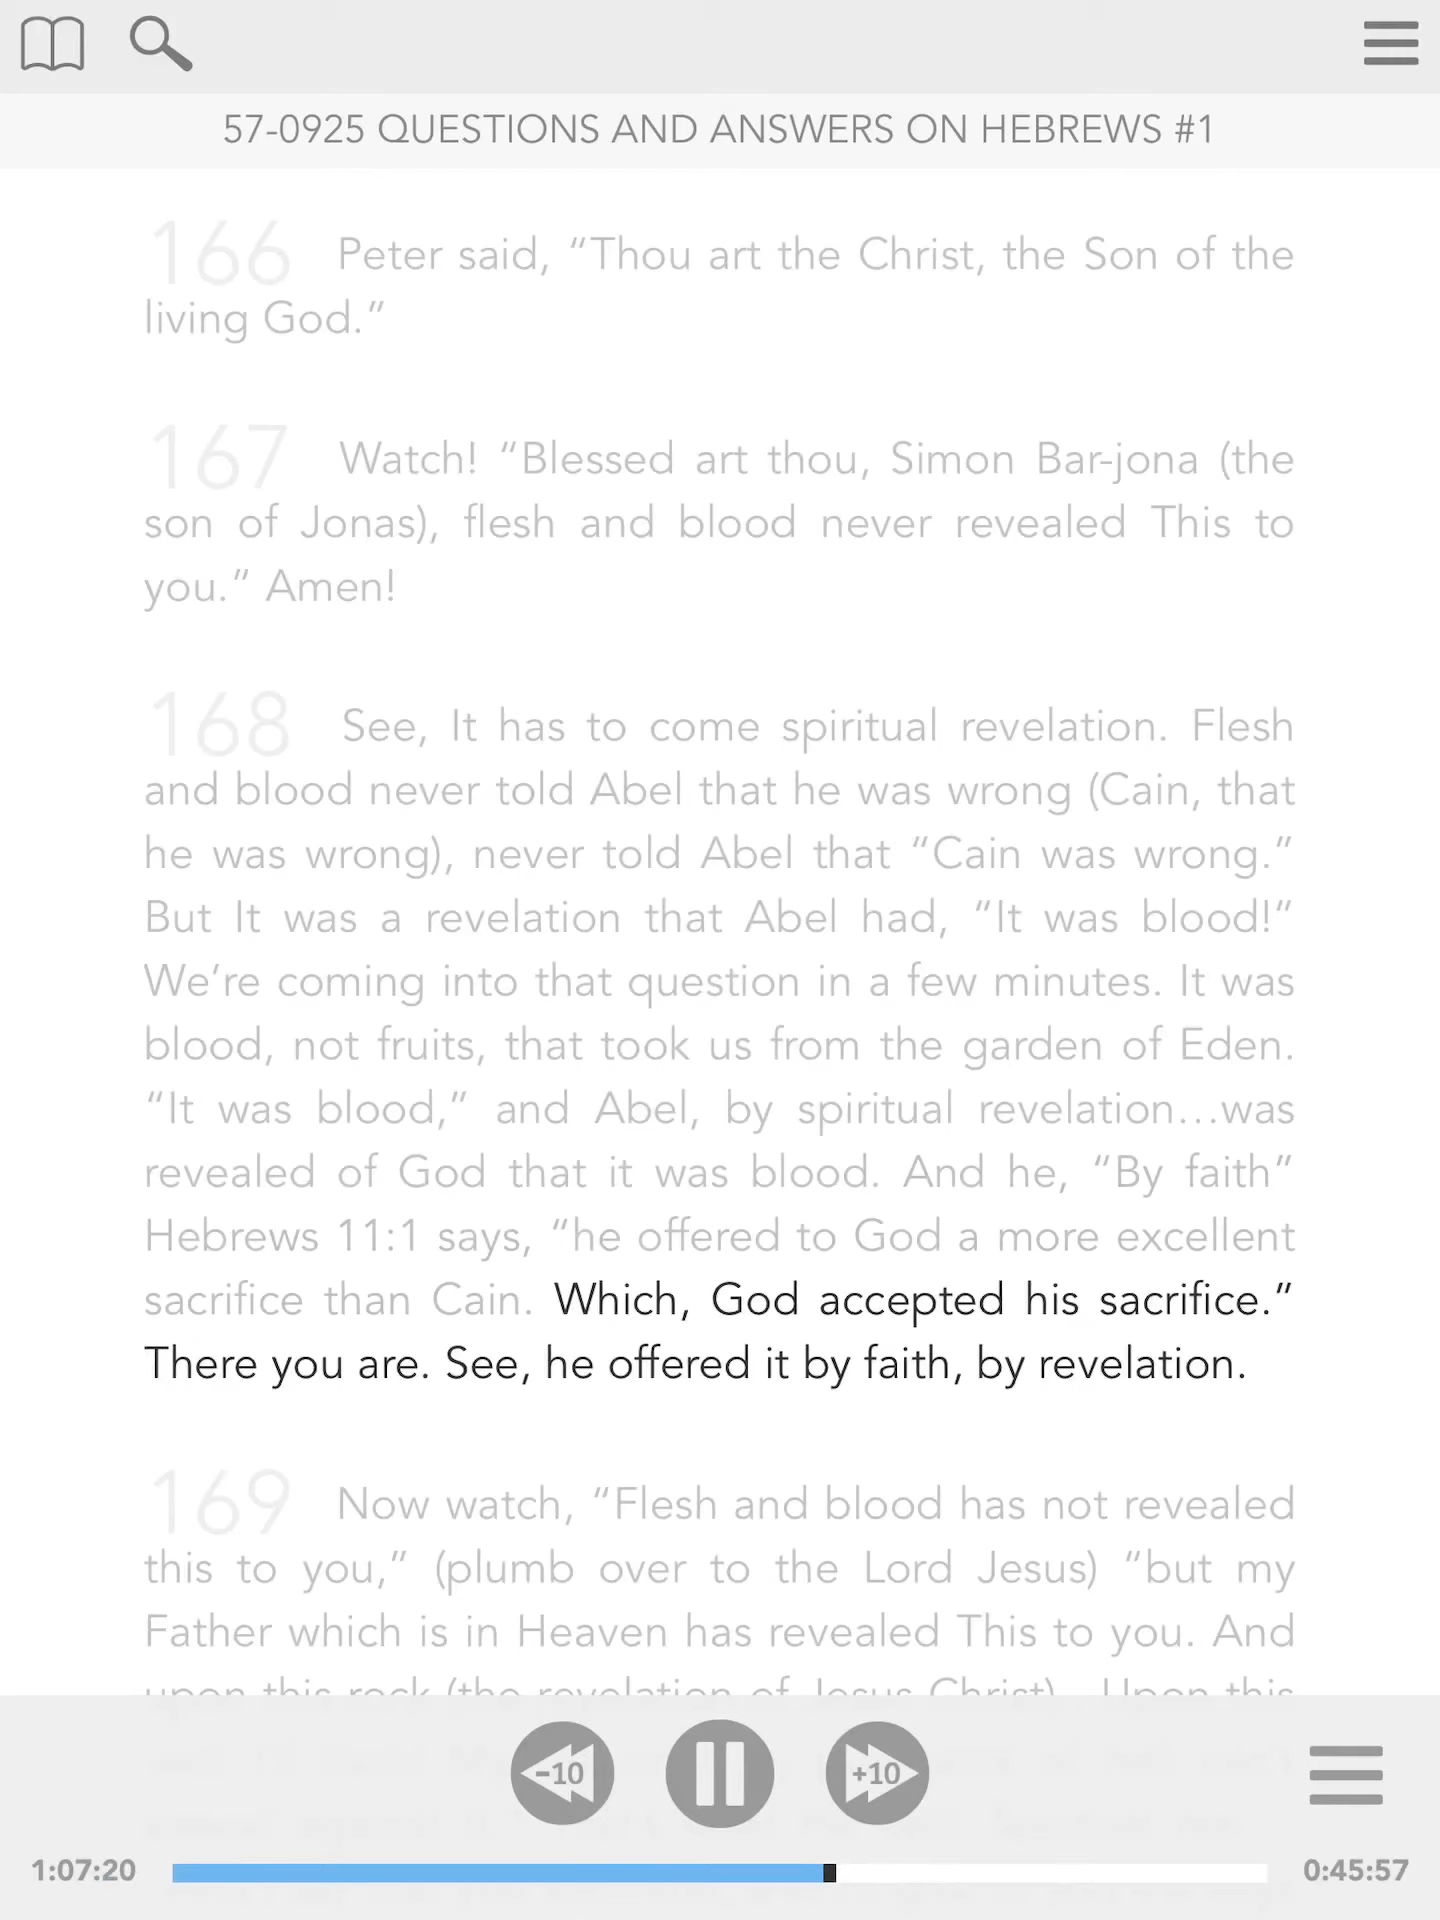 57-0925 QUESTIONS AND ANSWERS ON HEBREWS #1
166 Peter said, “Thou art the Christ, the Son of the
living God.”
167 Watch! “Blessed art thou, Simon Bar-jona (the
son of Jonas), flesh and blood never revealed This to
you.” Amen!
168 See, It has to come spiritual revelation. Flesh
and blood never told Abel that he was wrong (Cain, that
he was wrong), never told Abel that “Cain was wrong.”
But It was a revelation that Abel had, “It was blood!”
We’re coming into that question in a few minutes. It was
blood, not fruits, that took us from the garden of Eden.
“It was blood,” and Abel, by spiritual revelation…was
revealed of God that it was blood. And he, “By faith”
Hebrews 11:1 says, “he offered to God a more excellent
sacrifice than Cain. Which, God accepted his sacrifice.”
There you are. See, he offered it by faith, by revelation.
169 Now watch, “Flesh and blood has not revealed
this to you,” (plumb over to the Lord Jesus) “but my
Father which is in Heaven has revealed This to you. And
upon this rock (the revelation of Jesus Christ)…Upon this
-10 +10
1:07:20 0:45:57